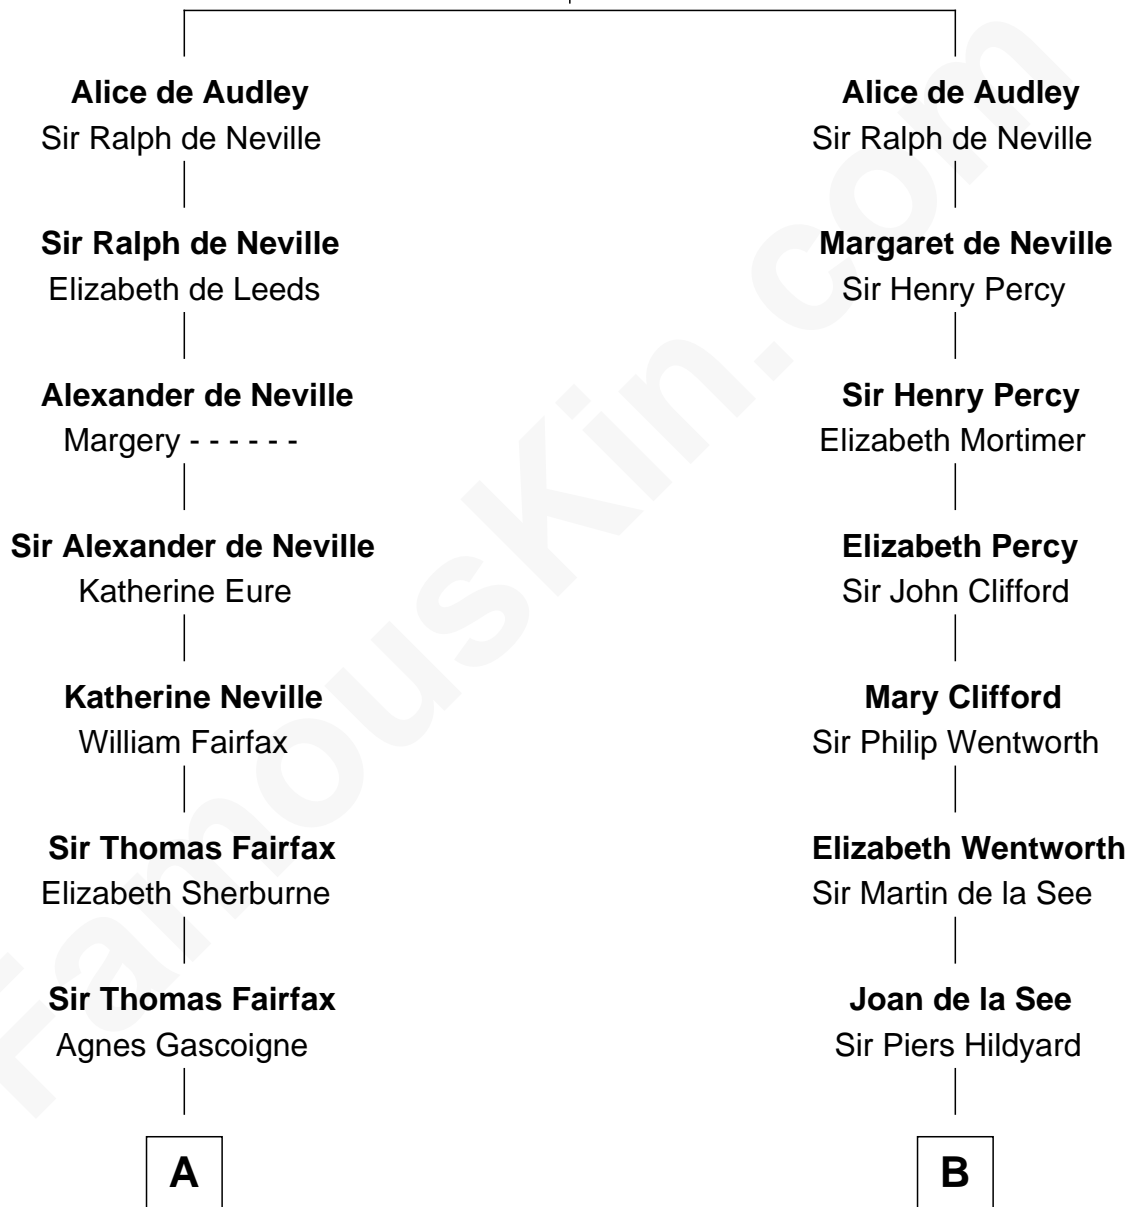 Alice de Audley
Sir Ralph de Neville
Sir Ralph de Neville
Elizabeth de Leeds
Alexander de Neville
Margery - - - - - -
Sir Alexander de Neville
Katherine Eure
Katherine Neville
William Fairfax
Sir Thomas Fairfax
Elizabeth Sherburne
Sir Thomas Fairfax
Agnes Gascoigne
A
Alice de Audley
Sir Ralph de Neville
Margaret de Neville
Sir Henry Percy
Sir Henry Percy
Elizabeth Mortimer
Elizabeth Percy
Sir John Clifford
Mary Clifford
Sir Philip Wentworth
Elizabeth Wentworth
Sir Martin de la See
Joan de la See
Sir Piers Hildyard
B
FamousKin.com